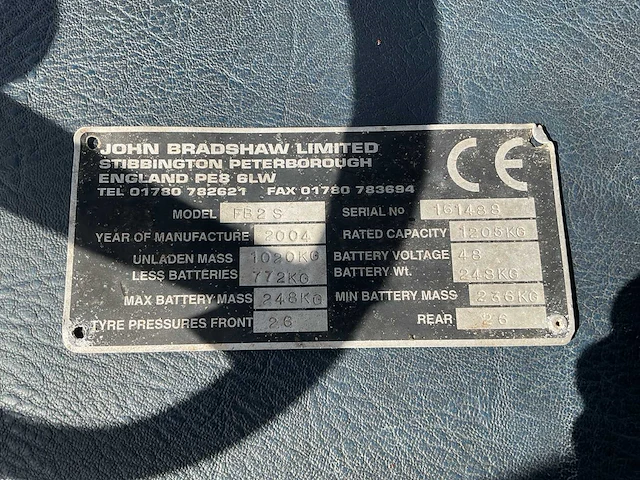 JOHN BRADSHAW LIMITED
STIBBINGTON PETERBOROUGH
ENGLAND PE8 6LW
TEL 01780 782621 FAX 01780 783694
CE
MODEL FB2S SERIAL No 161488
YEAR OF MANUFACTURE 2004 RATED CAPACITY 1205KG
UNLADEN MASS 1020KG BATTERY VOLTAGE 48
LESS BATTERIES 772KG BATTERY Wt. 248KG
MAX BATTERY MASS 248KG MIN BATTERY MASS 236KG
TYRE PRESSURES FRONT 26 REAR 26